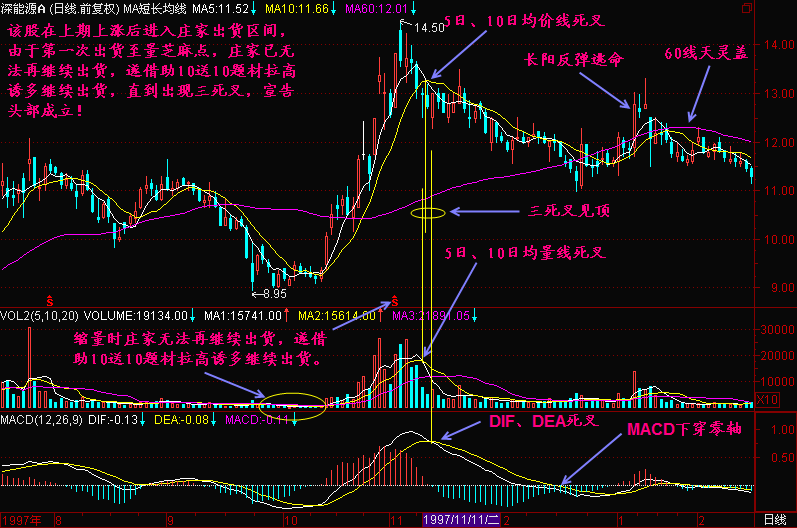 深能源A (日线.前复权) MA短长均线 MA5:11.52↓ MA10:11.66↓ MA60:12.01↓
该股在上期上涨后进入庄家出货区间,
由于第一次出货至量芝麻点, 庄家已无
法再继续出货, 遂借助10送10题材拉高
诱多继续出货, 直到出现三死叉, 宣告
头部成立!
14.50
5日、10日均价线死叉
长阳反弹逃命
60线天灵盖
14.00
13.00
12.00
11.00
10.00
9.00
三死叉见顶
5日、10日均量线死叉
8.95
S
S
VOL2(5,10,20) VOLUME:19134.00↓ MA1:15741.00↑ MA2:15614.00↑ MA3:21891.05↓
缩量时庄家无法再继续出货, 遂借
助10送10题材拉高诱多继续出货。
30000
20000
10000
X10
MACD(12,26,9) DIF:-0.13↓ DEA:-0.08↓ MACD:-0.11↓
DIF、DEA死叉
MACD下穿零轴
1.00
0.50
1997年 8 9 10 11 1997/11/11/二 2 1 2 日线